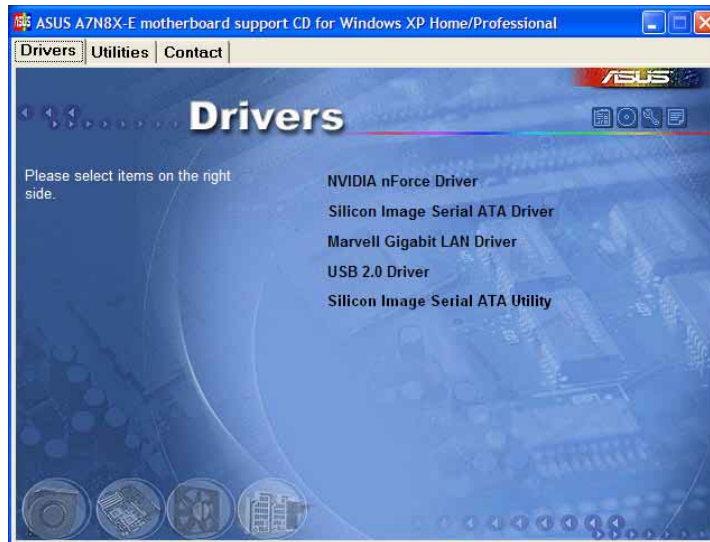 ASUS A7N8X-E motherboard support CD for Windows XP Home/Professional
Drivers Utilities Contact
ASUS
Drivers
Please select items on the right
side.
NVIDIA nForce Driver
Silicon Image Serial ATA Driver
Marvell Gigabit LAN Driver
USB 2.0 Driver
Silicon Image Serial ATA Utility